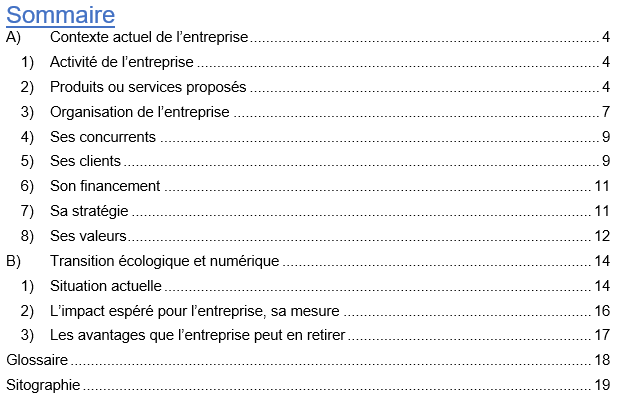 Sommaire
A) Contexte actuel de l’entreprise 4
1) Activité de l’entreprise 4
2) Produits ou services proposés 4
3) Organisation de l’entreprise 7
4) Ses concurrents 9
5) Ses clients 9
6) Son financement 11
7) Sa stratégie 11
8) Ses valeurs 12
B) Transition écologique et numérique 14
1) Situation actuelle 14
2) L’impact espéré pour l’entreprise, sa mesure 16
3) Les avantages que l’entreprise peut en retirer 17
Glossaire 18
Sitographie 19